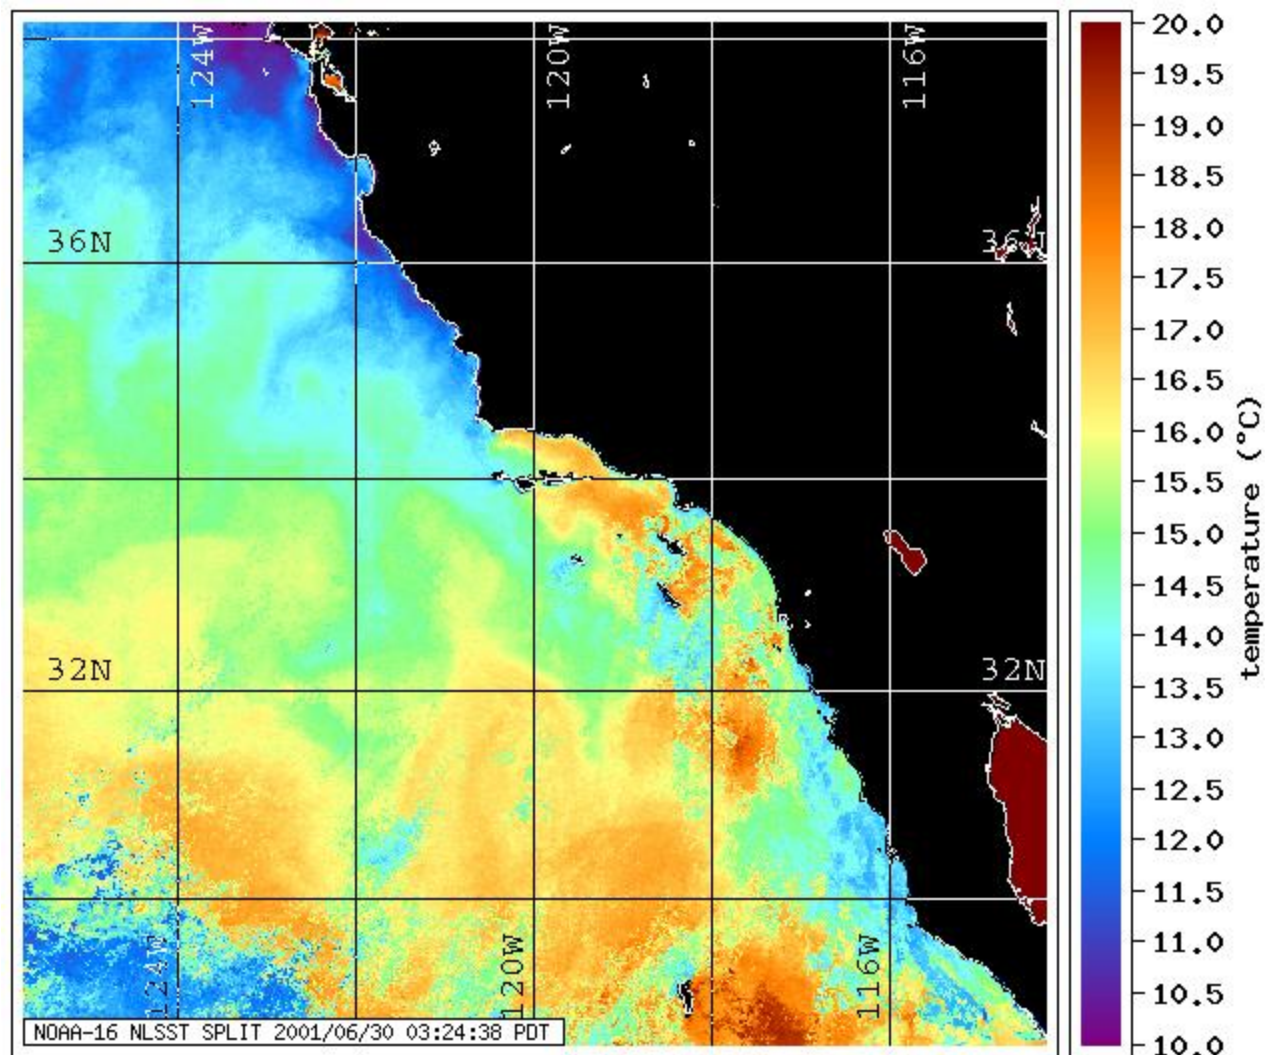 124W
120W
116W
36N
36N
32N
32N
124W
120W
116W
NOAA-16 NLSST SPLIT 2001/06/30 03:24:38 PDT
20.0
19.5
19.0
18.5
18.0
17.5
17.0
16.5
16.0
15.5
15.0
14.5
14.0
13.5
13.0
12.5
12.0
11.5
11.0
10.5
10.0
temperature (°C)